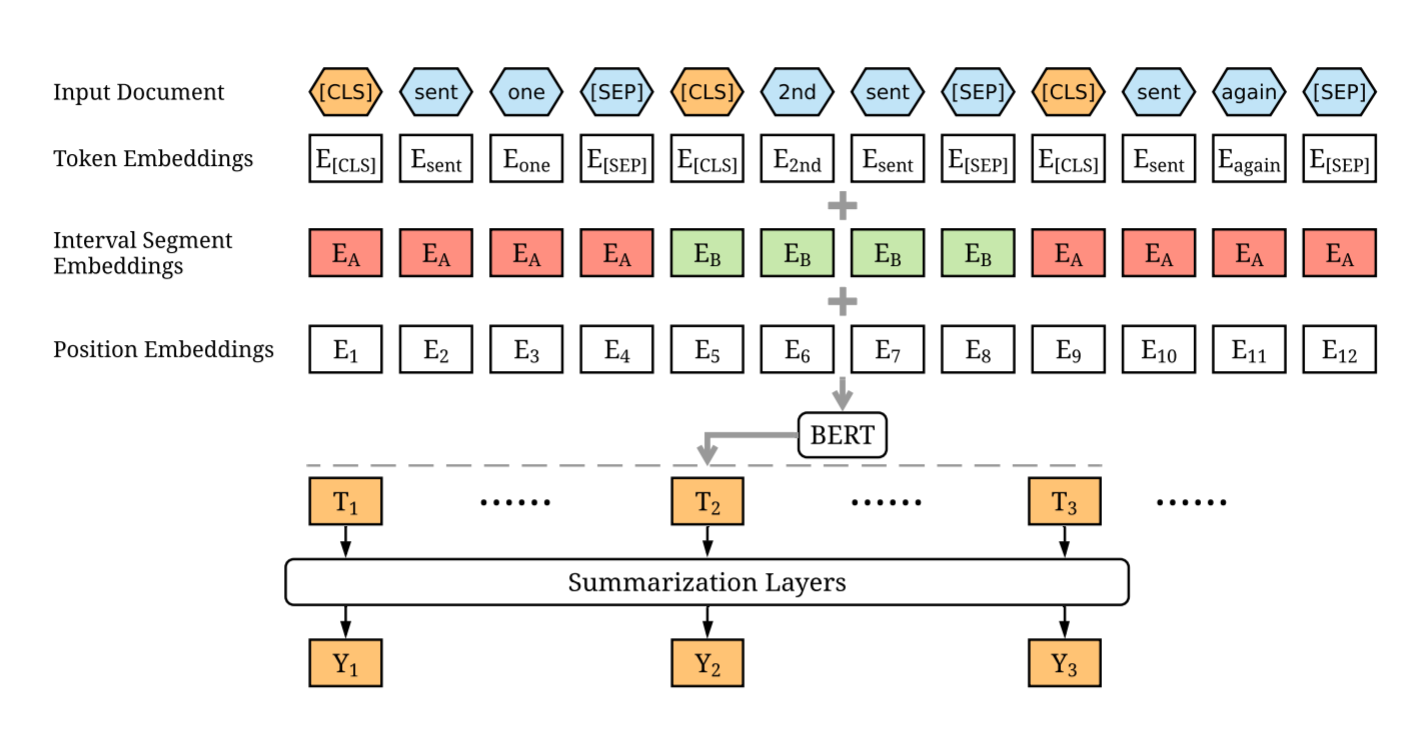 Input Document [CLS] sent one [SEP] [CLS] 2nd sent [SEP] [CLS] sent again [SEP]
Token Embeddings E[CLS] Esent Eone E[SEP] E[CLS] E2nd Esent E[SEP] E[CLS] Esent Eagain E[SEP]
+
Interval Segment
Embeddings EA EA EA EA EB EB EB EB EA EA EA EA
+
Position Embeddings E1 E2 E3 E4 E5 E6 E7 E8 E9 E10 E11 E12
BERT
T1 ...... T2 ...... T3 ......
Summarization Layers
Y1 Y2 Y3